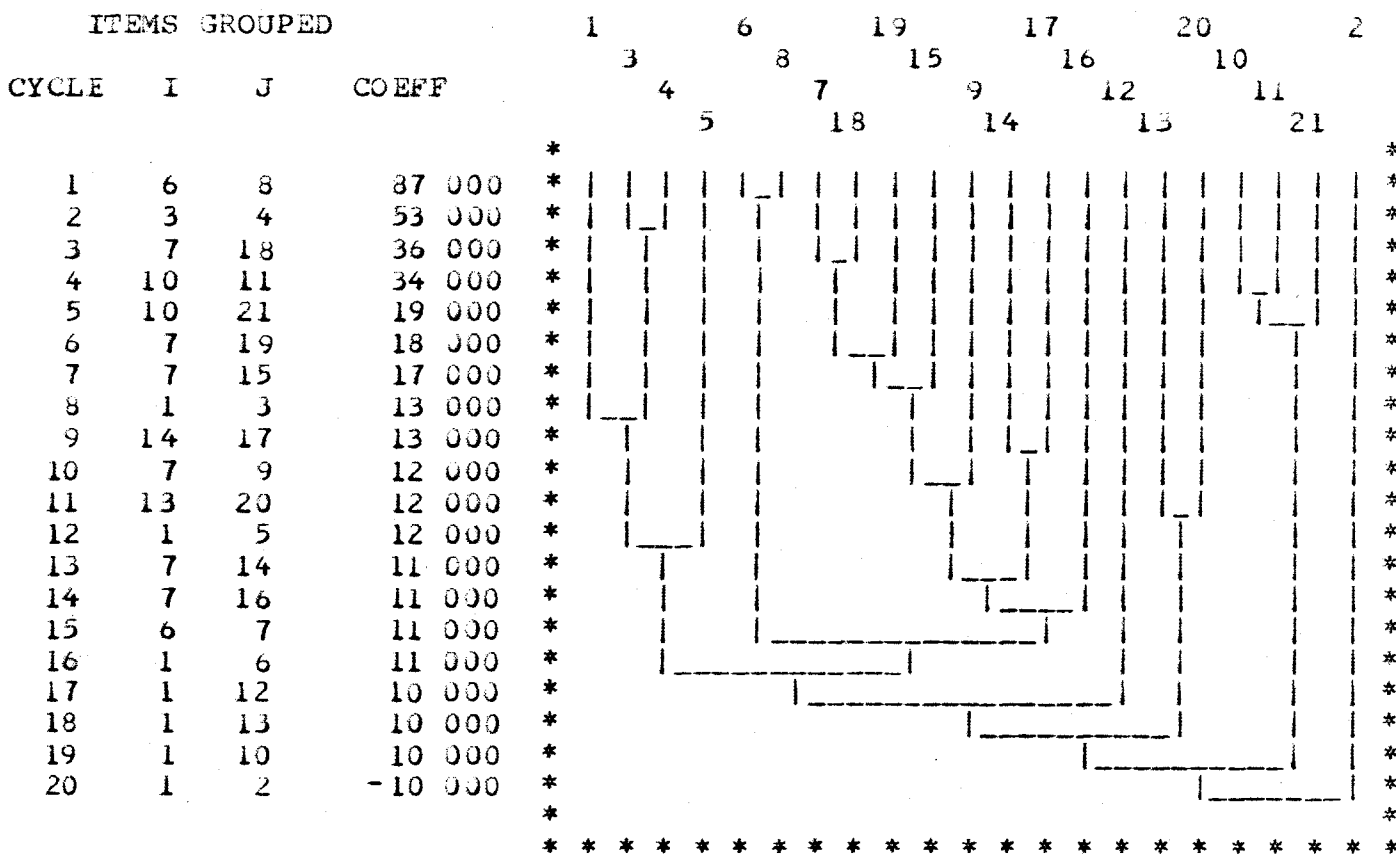 ITEMS GROUPED 1 6 19 17 20 2
3 8 15 16 10
CYCLE I J COEFF 4 7 9 12 11
5 18 14 13 21
1 6 8 87 000
2 3 4 53 000
3 7 18 36 000
4 10 11 34 000
5 10 21 19 000
6 7 19 18 000
7 7 15 17 000
8 1 3 13 000
9 14 17 13 000
10 7 9 12 000
11 13 20 12 000
12 1 5 12 000
13 7 14 11 000
14 7 16 11 000
15 6 7 11 000
16 1 6 11 000
17 1 12 10 000
18 1 13 10 000
19 1 10 10 000
20 1 2 -10 000